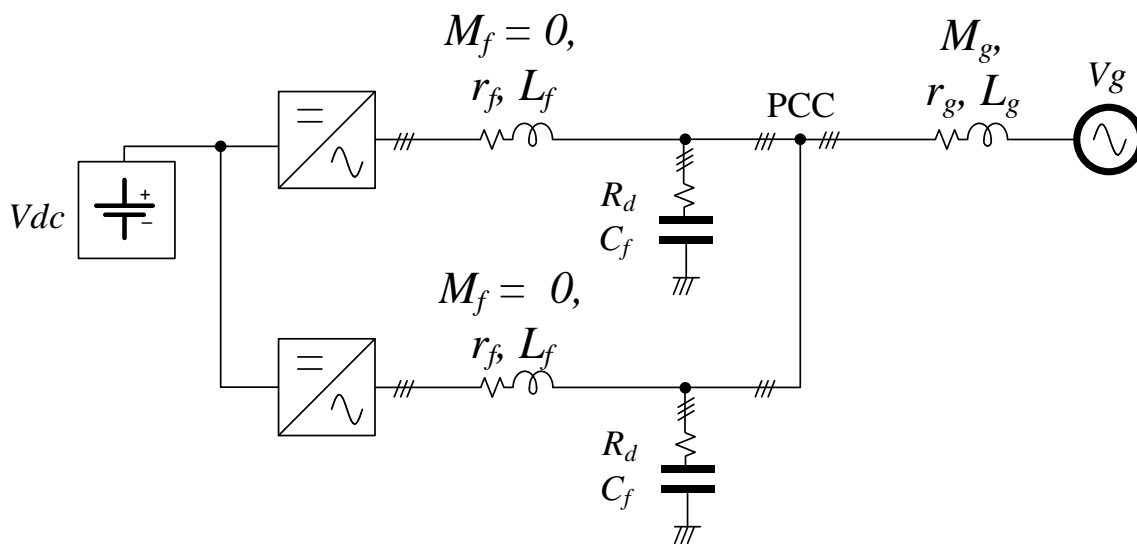 M_f = 0,
r_f, L_f
M_g,
r_g, L_g
Vg
PCC
Vdc
+
−
R_d
C_f
M_f = 0,
r_f, L_f
R_d
C_f